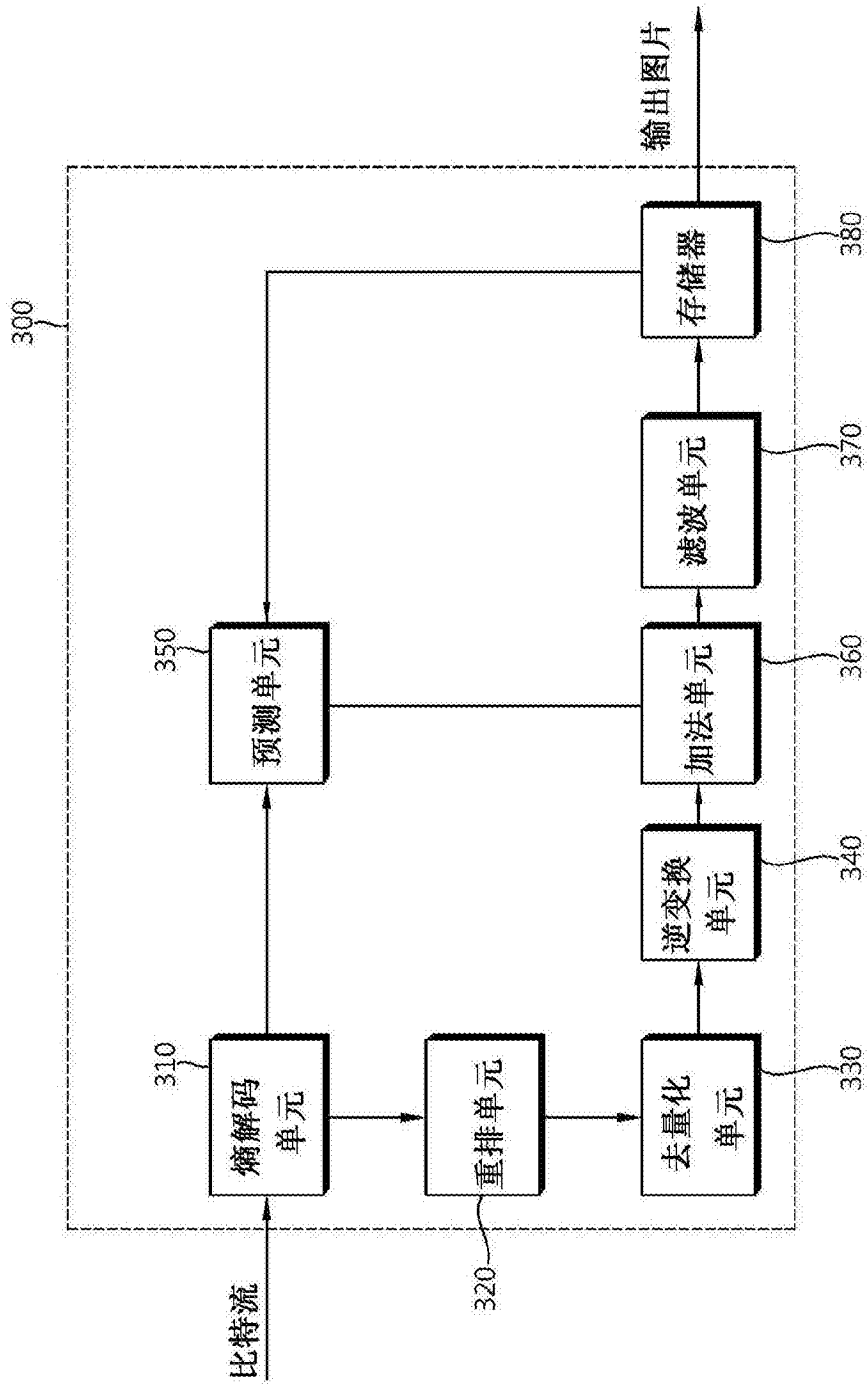 300
比特流
310
熵解码
单元
350
预测单元
320
重排单元
去量化
单元
330
逆变换
单元
340
加法单元
360
滤波单元
370
存储器
380
输出图片